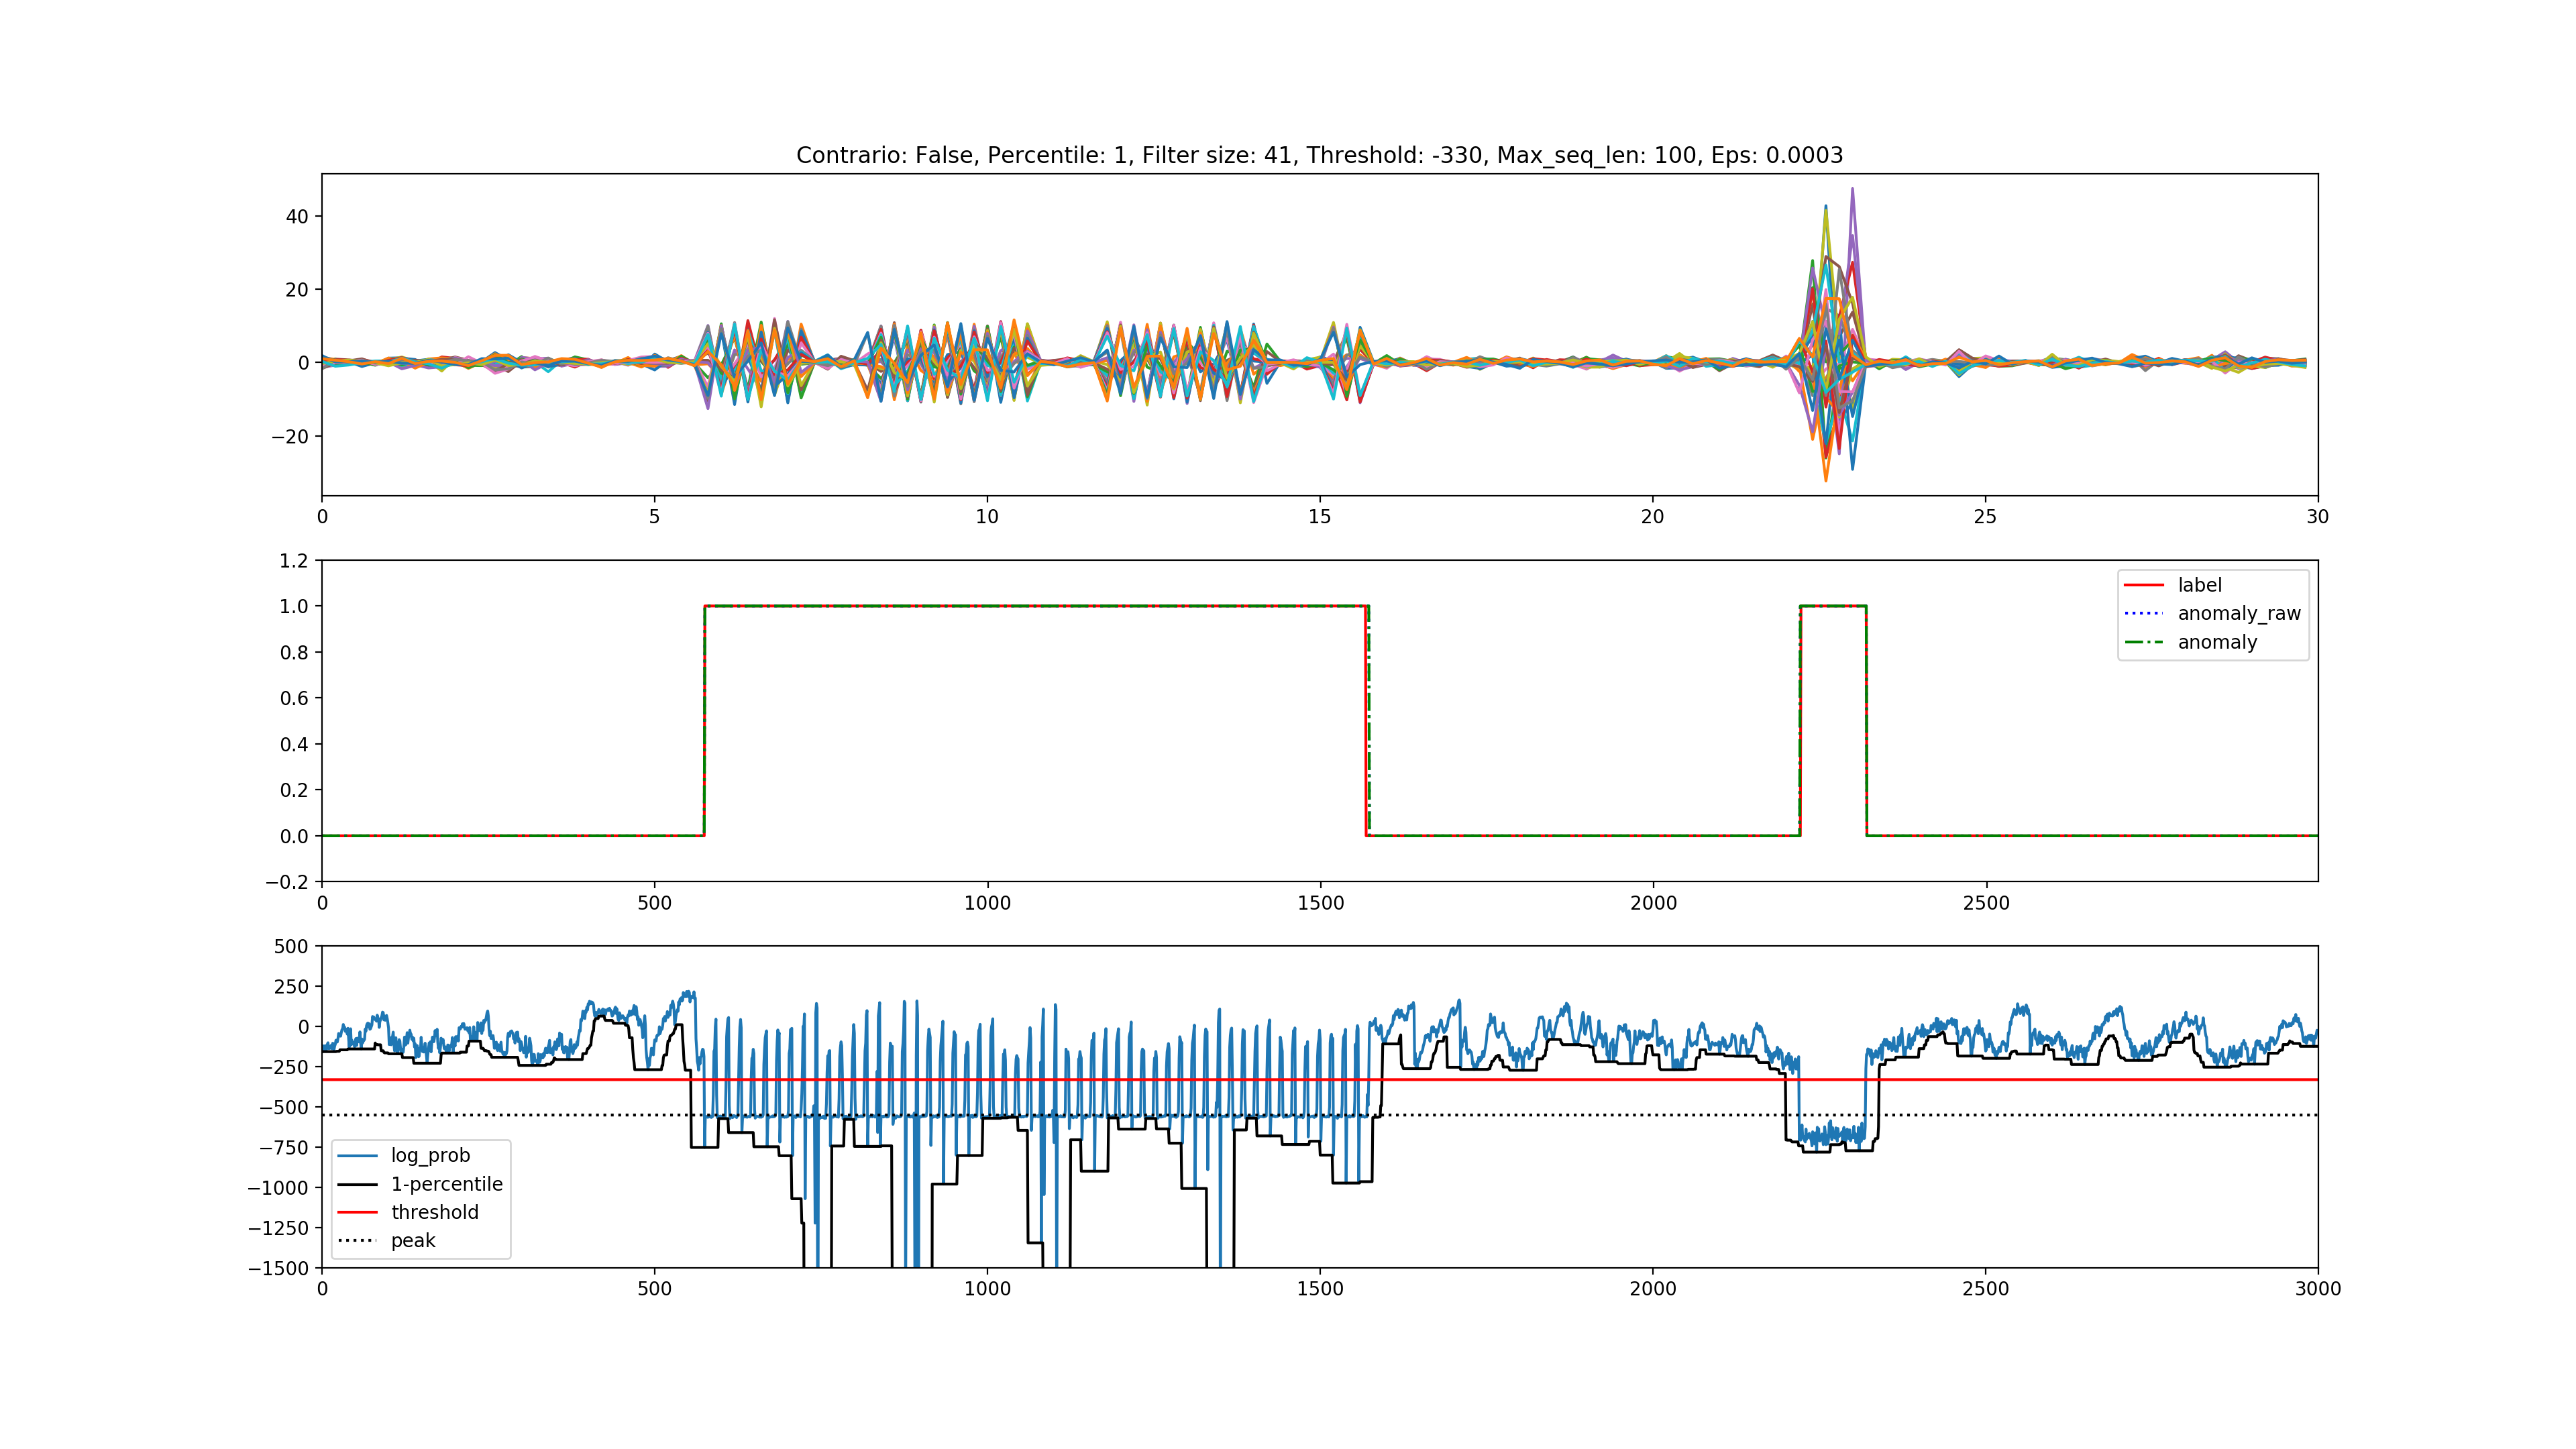 Contrario: False, Percentile: 1, Filter size: 41, Threshold: -330, Max_seq_len: 100, Eps: 0.0003
40
20
0
−20
0 5 10 15 20 25 30
1.2
1.0
0.8
0.6
0.4
0.2
0.0
−0.2
label
anomaly_raw
anomaly
0 500 1000 1500 2000 2500
500
250
0
−250
−500
−750
−1000
−1250
−1500
log_prob
1-percentile
threshold
peak
0 500 1000 1500 2000 2500 3000